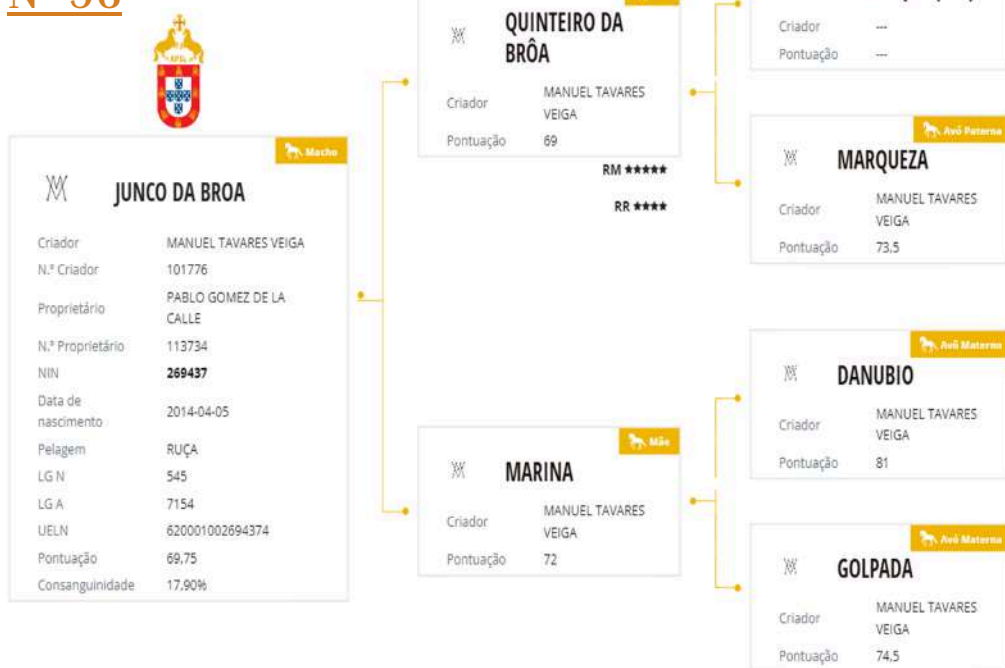 Nº 56
Macho
JUNCO DA BROA
Criador MANUEL TAVARES VEIGA
N.º Criador 101776
Proprietário PABLO GOMEZ DE LA
CALLE
N.º Proprietário 113734
NIN 269437
Data de
nascimento 2014-04-05
Pelagem RUÇA
LG N 545
LG A 7154
UELN 620001002694374
Pontuação 69,75
Consanguinidade 17,90%
QUINTEIRO DA
BRÔA
Criador MANUEL TAVARES
VEIGA
Pontuação 69
RM ★★★★★
RR ★★★★
Mãe
MARINA
Criador MANUEL TAVARES
VEIGA
Pontuação 72
Criador ---
Pontuação ---
Avó Paterna
MARQUEZA
Criador MANUEL TAVARES
VEIGA
Pontuação 73.5
Avô Materno
DANUBIO
Criador MANUEL TAVARES
VEIGA
Pontuação 81
Avó Materna
GOLPADA
Criador MANUEL TAVARES
VEIGA
Pontuação 74,5